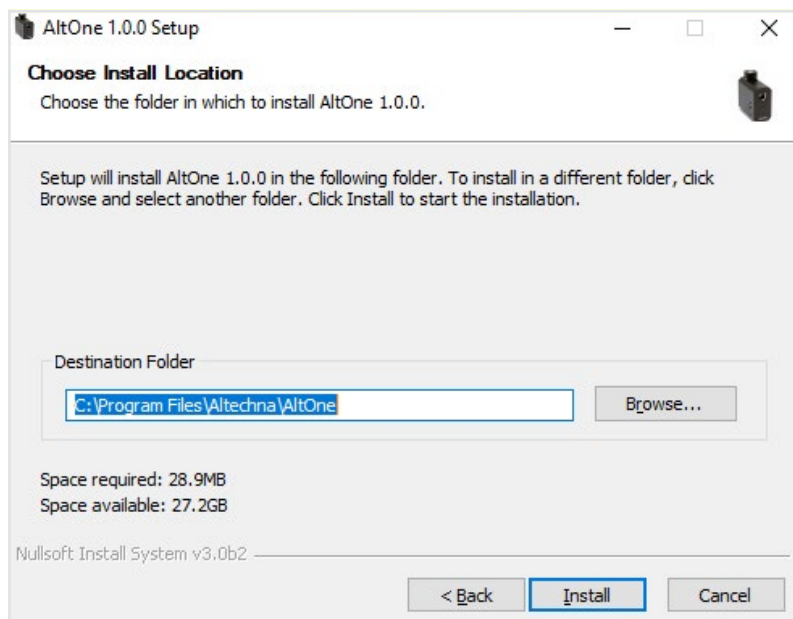 AltOne 1.0.0 Setup
Choose Install Location
Choose the folder in which to install AltOne 1.0.0.
Setup will install AltOne 1.0.0 in the following folder. To install in a different folder, click
Browse and select another folder. Click Install to start the installation.
Destination Folder
C:\Program Files\Altechna\AltOne
Browse...
Space required: 28.9MB
Space available: 27.2GB
Nullsoft Install System v3.0b2
< Back
Install
Cancel